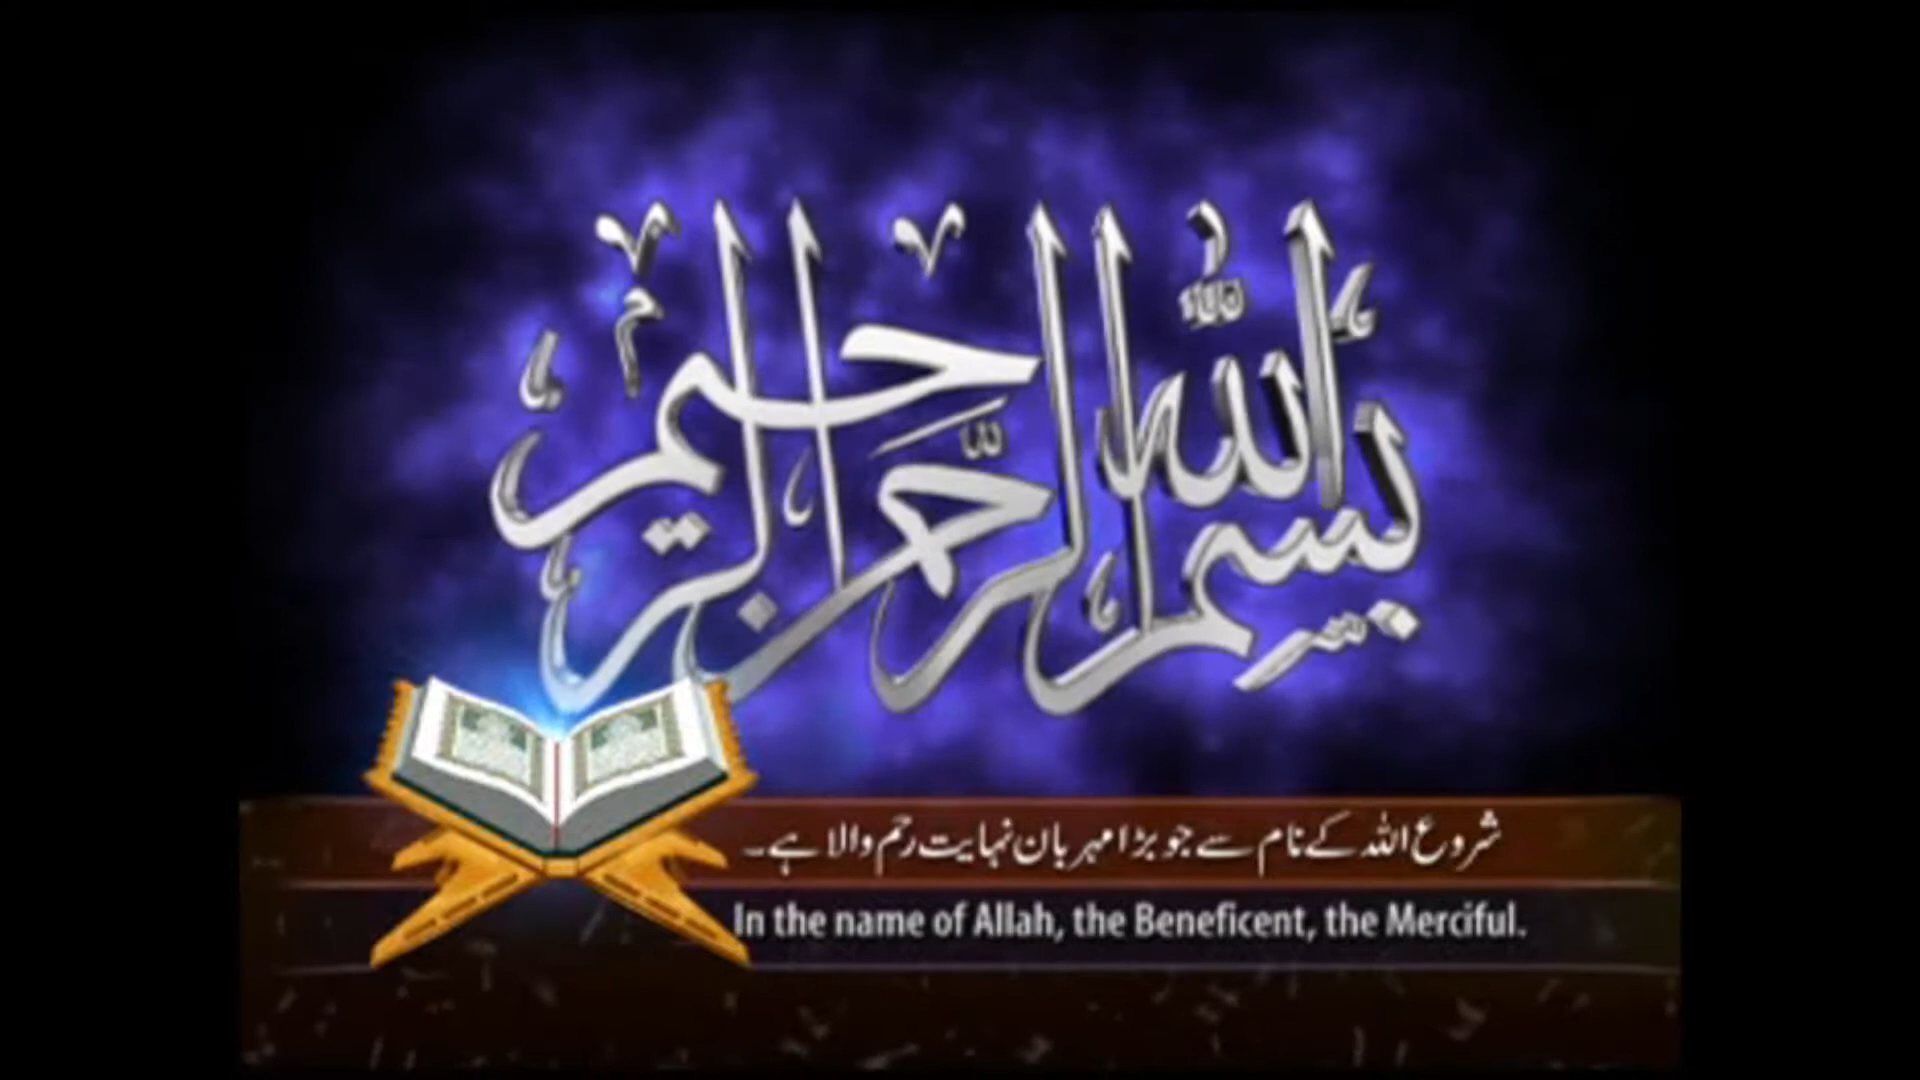 بسم الله الرحمن الرحيم
شروع اللہ کے نام سے جو بڑا مہربان نہایت رحم والا ہے۔
In the name of Allah, the Beneficent, the Merciful.